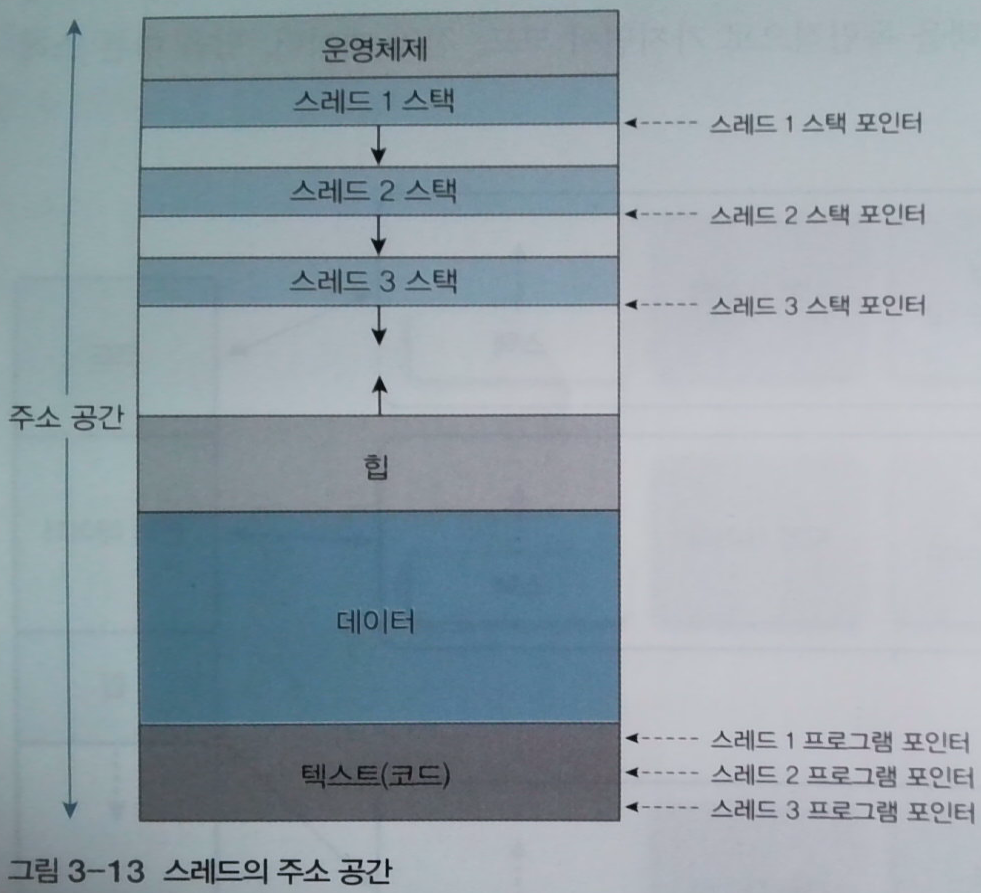 운영체제
스레드 1 스택
스레드 1 스택 포인터
스레드 2 스택
스레드 2 스택 포인터
스레드 3 스택
스레드 3 스택 포인터
주소 공간
힙
데이터
스레드 1 프로그램 포인터
텍스트(코드)
스레드 2 프로그램 포인터
스레드 3 프로그램 포인터
그림 3-13 스레드의 주소 공간